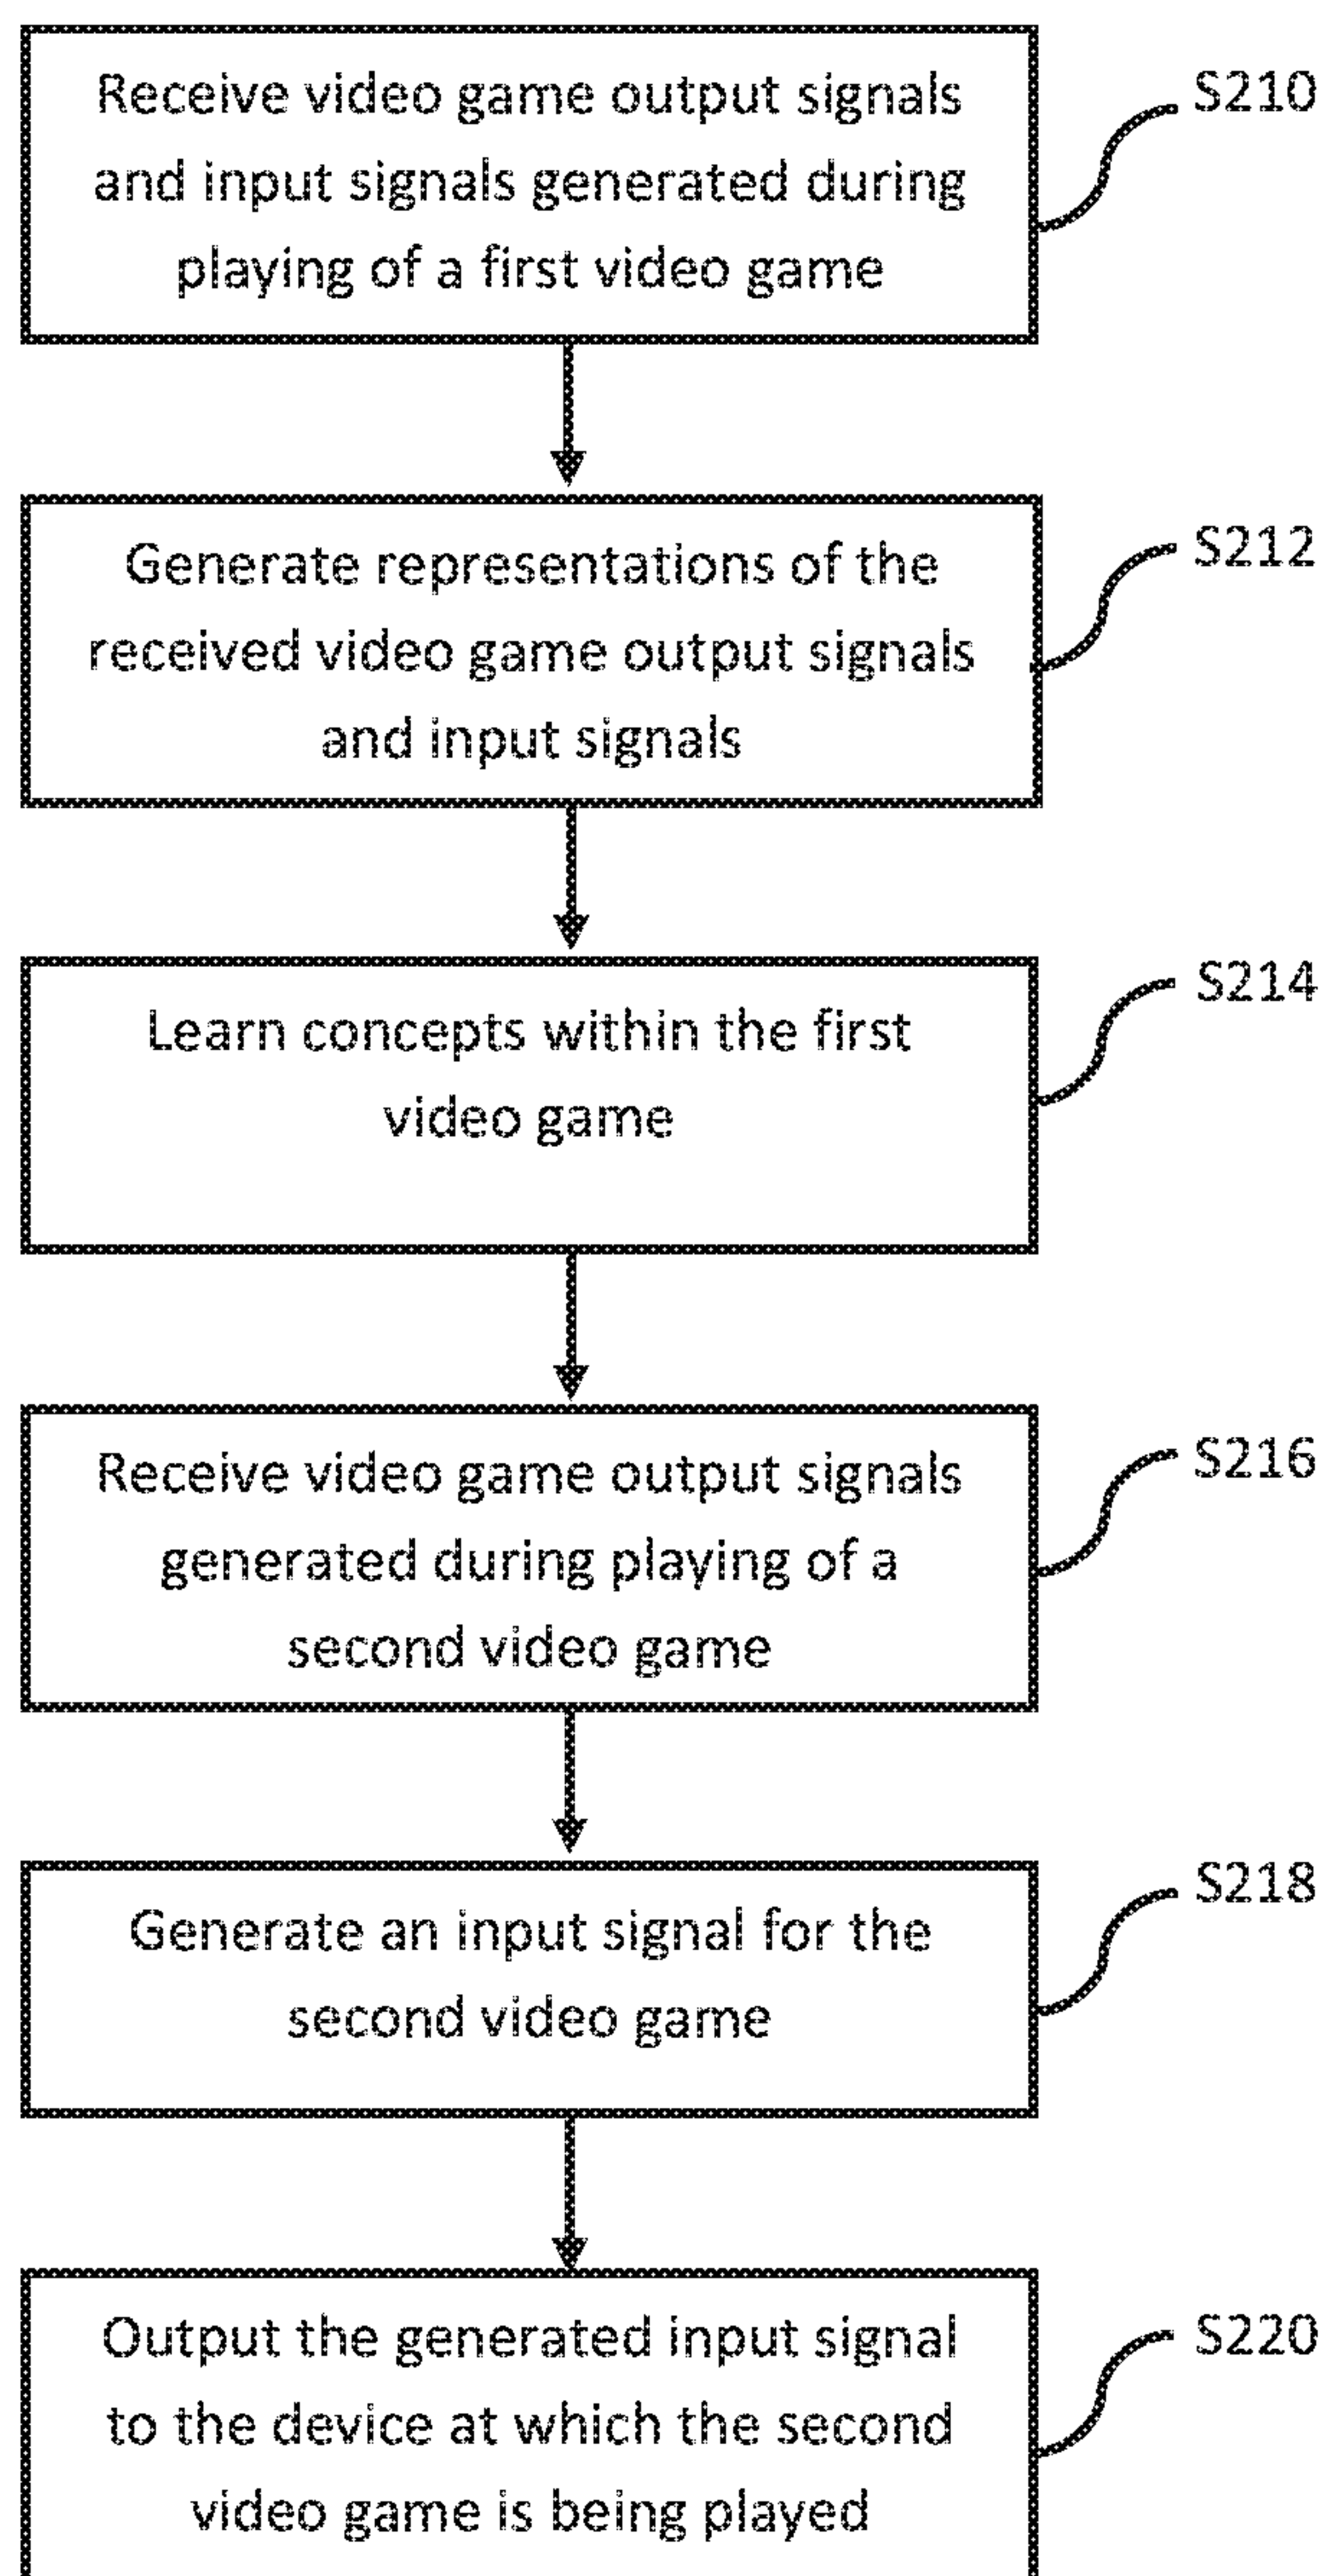 Receive video game output signals
and input signals generated during
playing of a first video game
S210
Generate representations of the
received video game output signals
and input signals
S212
Learn concepts within the first
video game
S214
Receive video game output signals
generated during playing of a
second video game
S216
Generate an input signal for the
second video game
S218
Output the generated input signal
to the device at which the second
video game is being played
S220